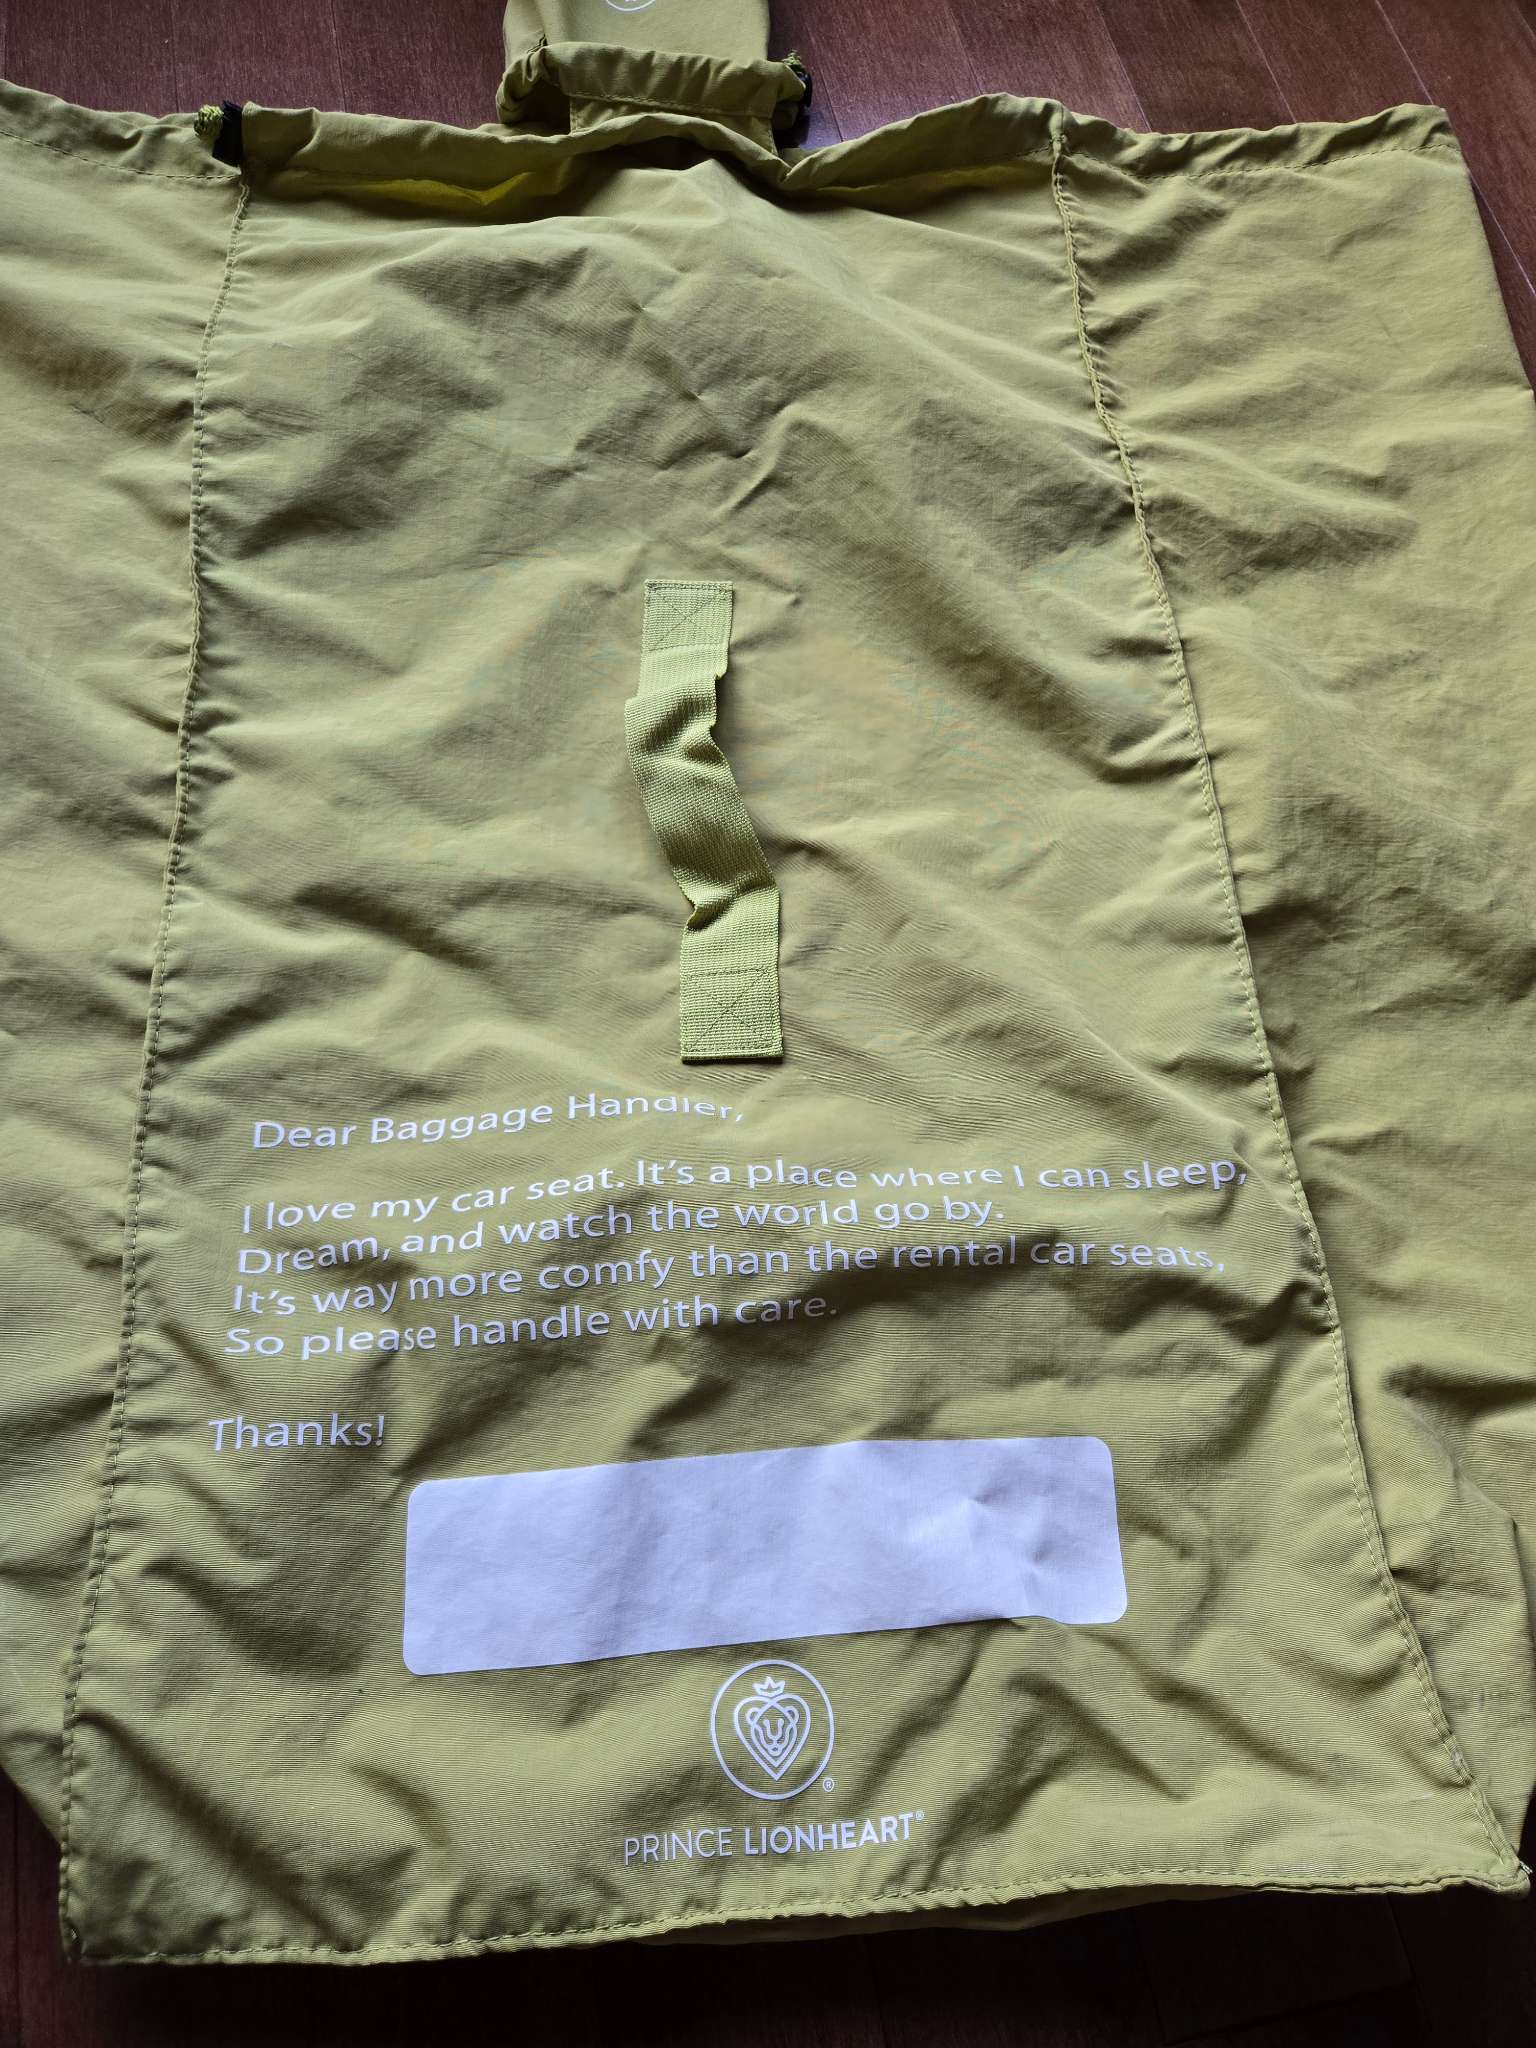 Dear Baggage Handler,
I love my car seat. It's a place where I can sleep,
Dream, and watch the world go by.
It's way more comfy than the rental car seats,
So please handle with care.
Thanks!
®
PRINCE LIONHEART®